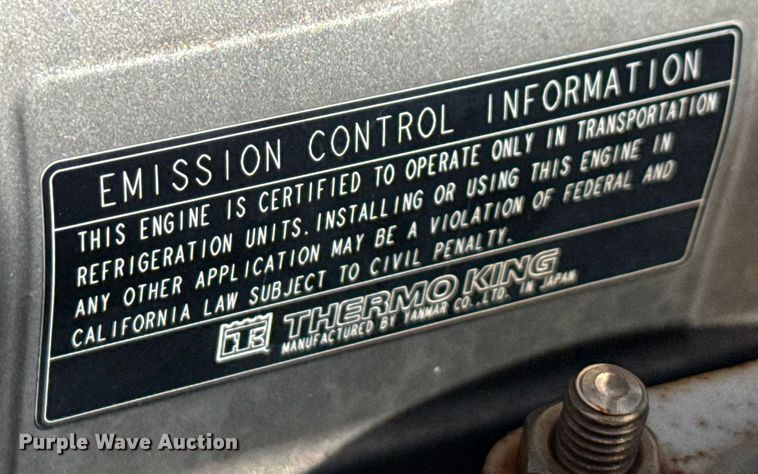 EMISSION CONTROL INFORMATION
THIS ENGINE IS CERTIFIED TO OPERATE ONLY IN TRANSPORTATION
REFRIGERATION UNITS. INSTALLING OR USING THIS ENGINE IN
ANY OTHER APPLICATION MAY BE A VIOLATION OF FEDERAL AND
CALIFORNIA LAW SUBJECT TO CIVIL PENALTY.
TK THERMO KING
MANUFACTURED BY YANMAR CO., LTD. IN JAPAN
Purple Wave Auction